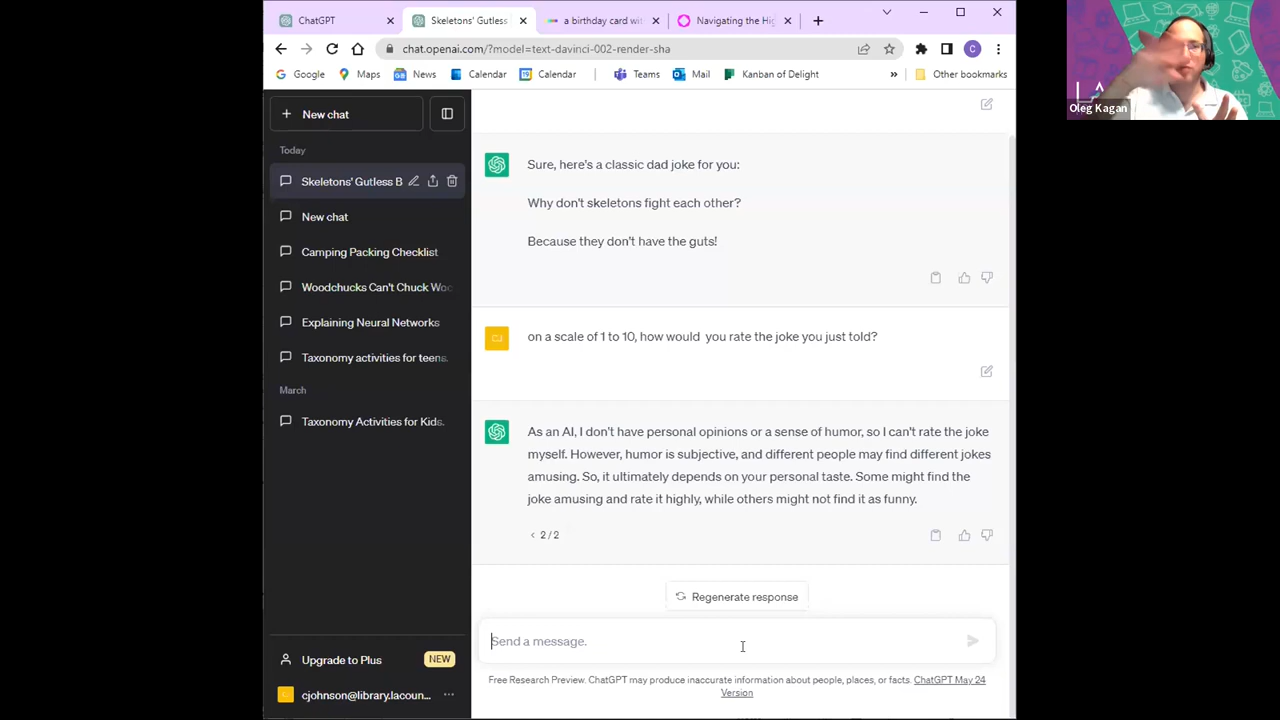 ChatGPT
Skeletons' Gutless
a birthday card with
Navigating the Hig
chat.openai.com/?model=text-davinci-002-render-sha
C
Google
Maps
News
Calendar
Calendar
Teams
Mail
Kanban of Delight
»
Other bookmarks
Oleg Kagan
New chat
Today
Skeletons' Gutless B
New chat
Camping Packing Checklist
Woodchucks Can't Chuck Woo
Explaining Neural Networks
Taxonomy activities for teens.
March
Taxonomy Activities for Kids.
Upgrade to Plus
NEW
CJ
cjohnson@library.lacoun...
Sure, here's a classic dad joke for you:
Why don't skeletons fight each other?
Because they don't have the guts!
CJ
on a scale of 1 to 10, how would you rate the joke you just told?
As an AI, I don't have personal opinions or a sense of humor, so I can't rate the joke
myself. However, humor is subjective, and different people may find different jokes
amusing. So, it ultimately depends on your personal taste. Some might find the
joke amusing and rate it highly, while others might not find it as funny.
< 2 / 2
Regenerate response
Send a message.
Free Research Preview. ChatGPT may produce inaccurate information about people, places, or facts. ChatGPT May 24
Version